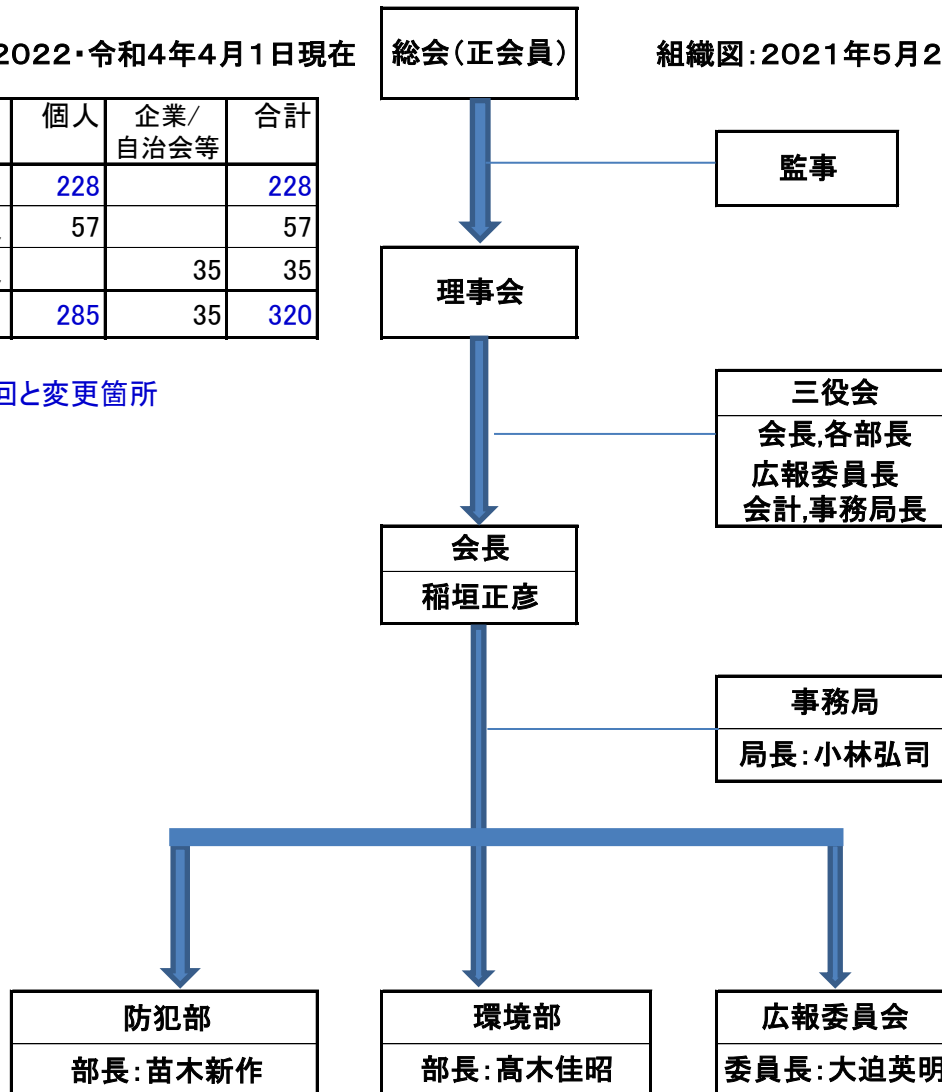 2022・令和4年4月1日現在
総会(正会員)
組織図:2021年5月2
個人 企業/ 合計
自治会等
228 228
57 57
35 35
285 35 320
監事
理事会
回と変更箇所
三役会
会長,各部長
広報委員長
会計,事務局長
会長
稲垣正彦
事務局
局長:小林弘司
防犯部
部長:苗木新作
環境部
部長:髙木佳昭
広報委員会
委員長:大迫英明